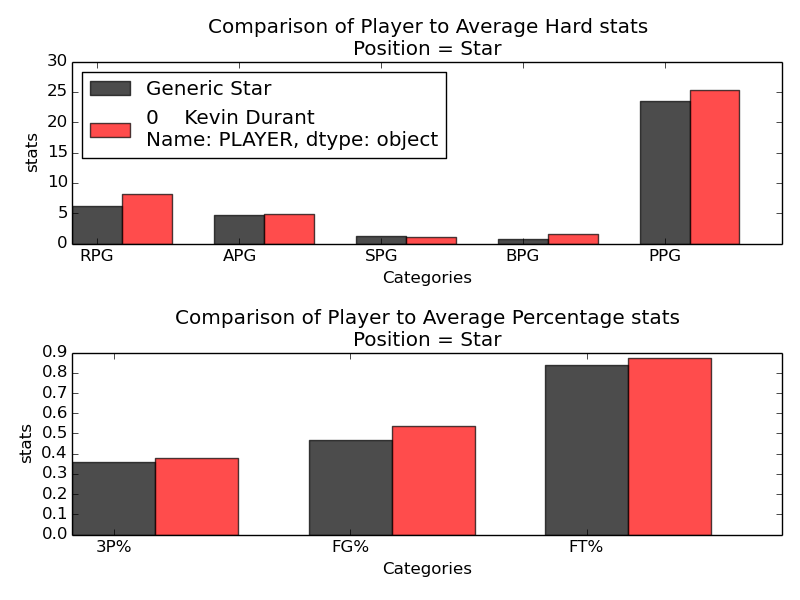 Comparison of Player to Average Hard stats
Position = Star
30
25
20
15
10
5
0
stats
Generic Star
0 Kevin Durant
Name: PLAYER, dtype: object
RPG APG SPG BPG PPG
Categories
Comparison of Player to Average Percentage stats
Position = Star
0.9
0.8
0.7
0.6
0.5
0.4
0.3
0.2
0.1
0.0
stats
3P% FG% FT%
Categories